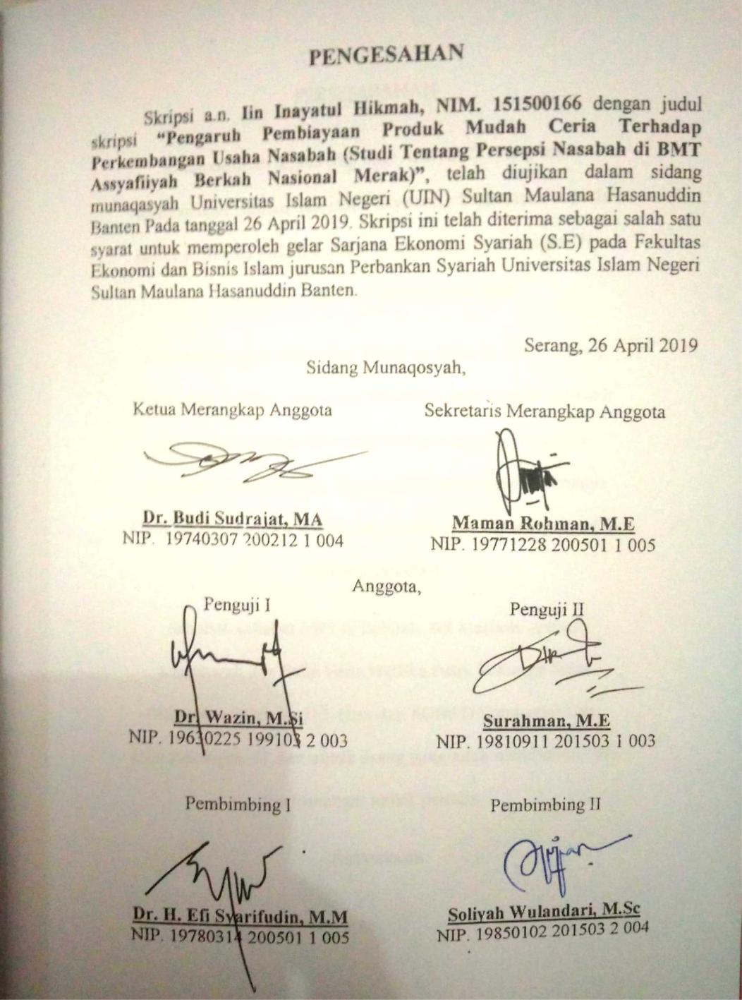 PENGESAHAN
Skripsi a.n. Iin Inayatul Hikmah, NIM. 151500166 dengan judul
skripsi “Pengaruh Pembiayaan Produk Mudah Ceria Terhadap
Perkembangan Usaha Nasabah (Studi Tentang Persepsi Nasabah di BMT
Assyafiiyah Berkah Nasional Merak)”, telah diujikan dalam sidang
munaqasyah Universitas Islam Negeri (UIN) Sultan Maulana Hasanuddin
Banten Pada tanggal 26 April 2019. Skripsi ini telah diterima sebagai salah satu
syarat untuk memperoleh gelar Sarjana Ekonomi Syariah (S.E) pada Fakultas
Ekonomi dan Bisnis Islam jurusan Perbankan Syariah Universitas Islam Negeri
Sultan Maulana Hasanuddin Banten.
Serang, 26 April 2019
Sidang Munaqosyah,
Ketua Merangkap Anggota Sekretaris Merangkap Anggota
Dr. Budi Sudrajat, MA Maman Rohman, M.E
NIP. 19740307 200212 1 004 NIP. 19771228 200501 1 005
Anggota,
Penguji I Penguji II
Dr. Wazin, M.Si Surahman, M.E
NIP. 19630225 199103 2 003 NIP. 19810911 201503 1 003
Pembimbing I Pembimbing II
Dr. H. Efi Syarifudin, M.M Soliyah Wulandari, M.Sc
NIP. 19780314 200501 1 005 NIP. 19850102 201503 2 004